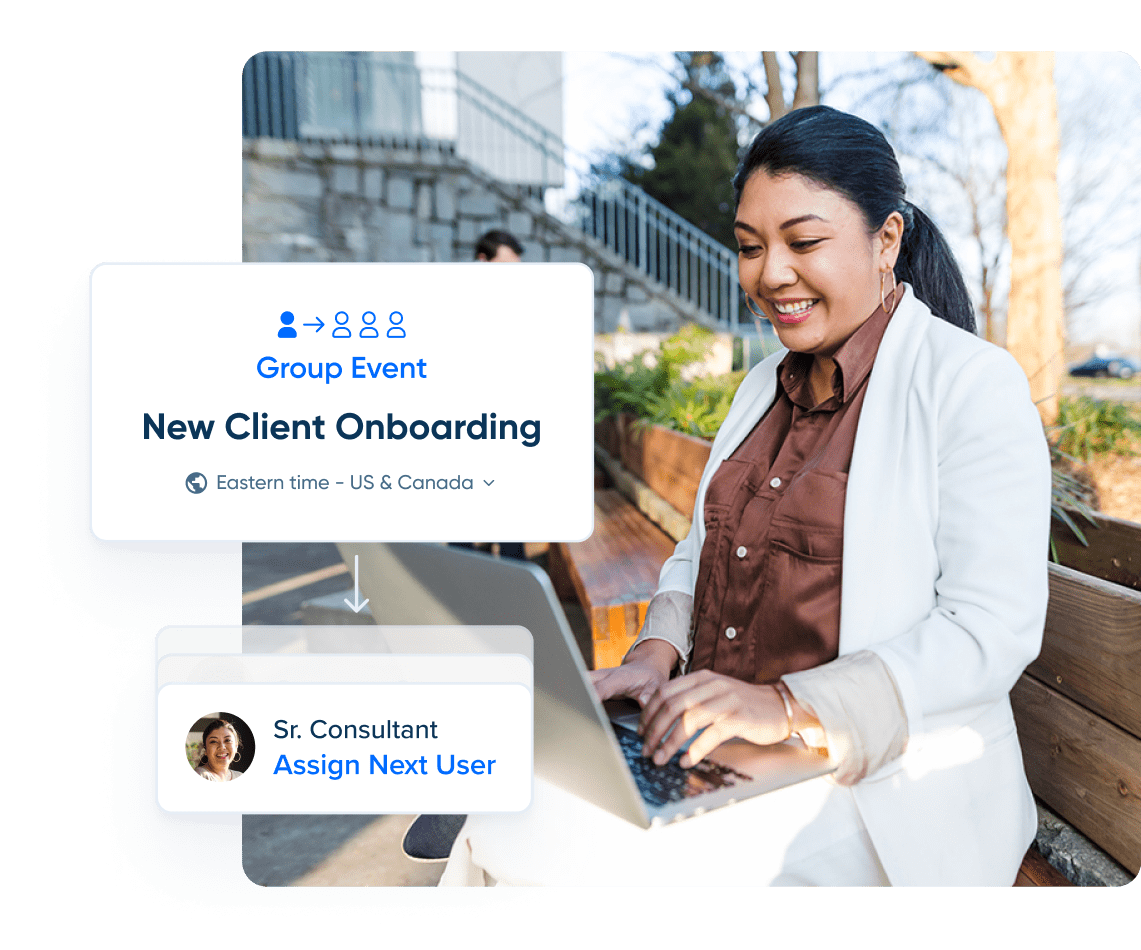 Group Event
New Client Onboarding
Eastern time - US & Canada
Sr. Consultant
Assign Next User